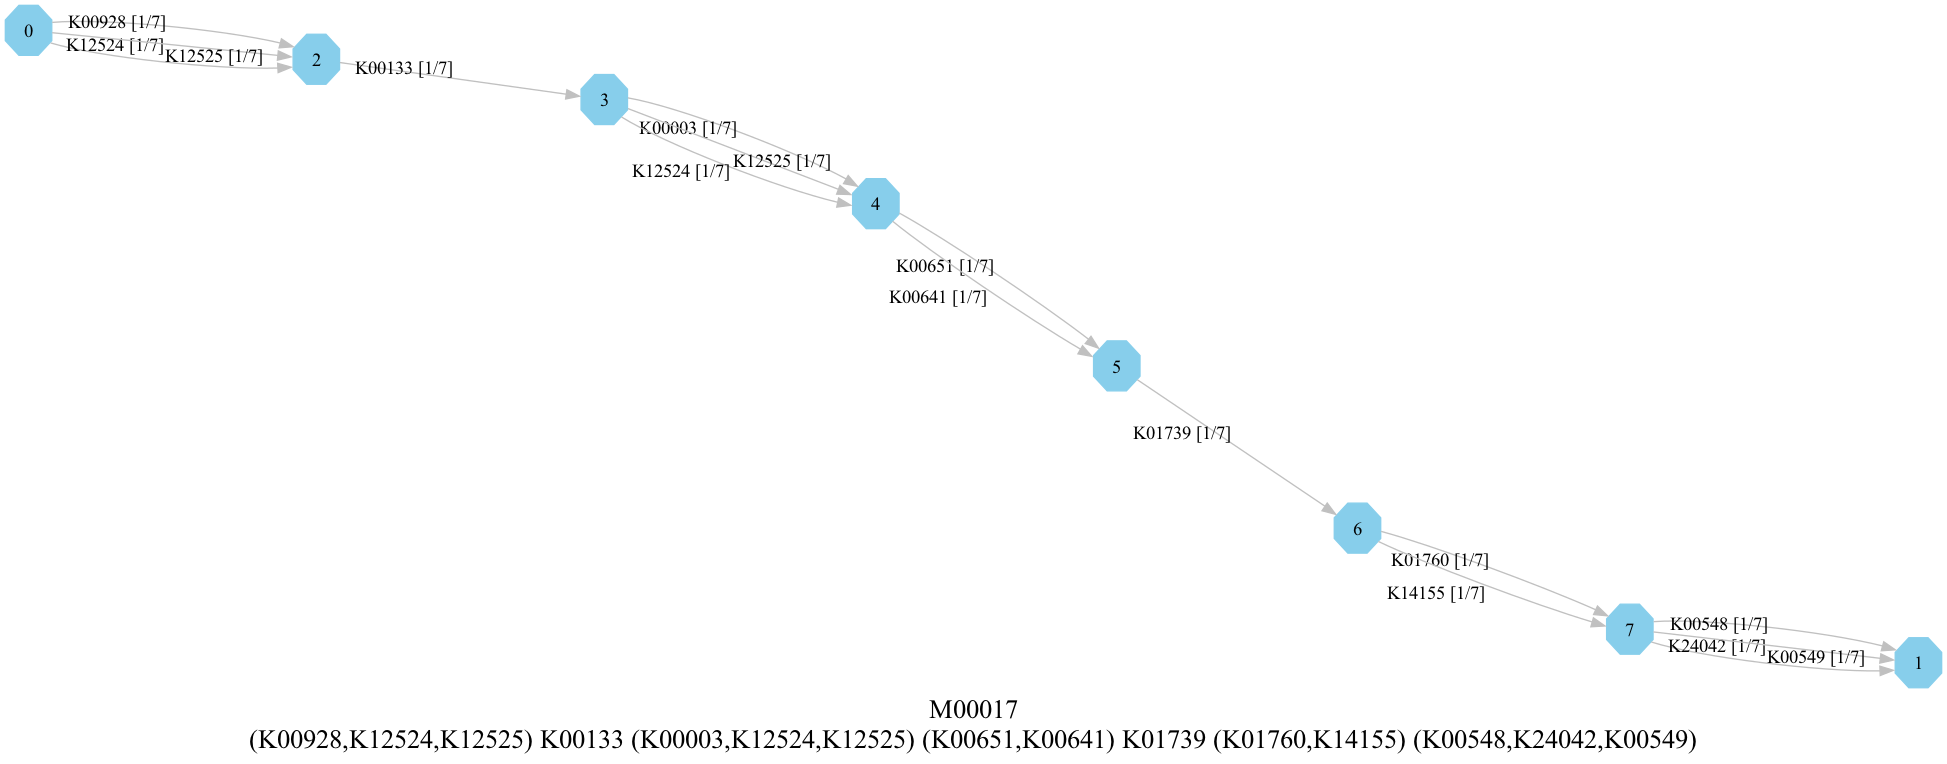 0
K00928 [1/7]
K12524 [1/7]
K12525 [1/7]
2
K00133 [1/7]
3
K00003 [1/7]
K12525 [1/7]
K12524 [1/7]
4
K00651 [1/7]
K00641 [1/7]
5
K01739 [1/7]
6
K01760 [1/7]
K14155 [1/7]
7
K00548 [1/7]
K24042 [1/7]
K00549 [1/7]
1
M00017
(K00928,K12524,K12525) K00133 (K00003,K12524,K12525) (K00651,K00641) K01739 (K01760,K14155) (K00548,K24042,K00549)